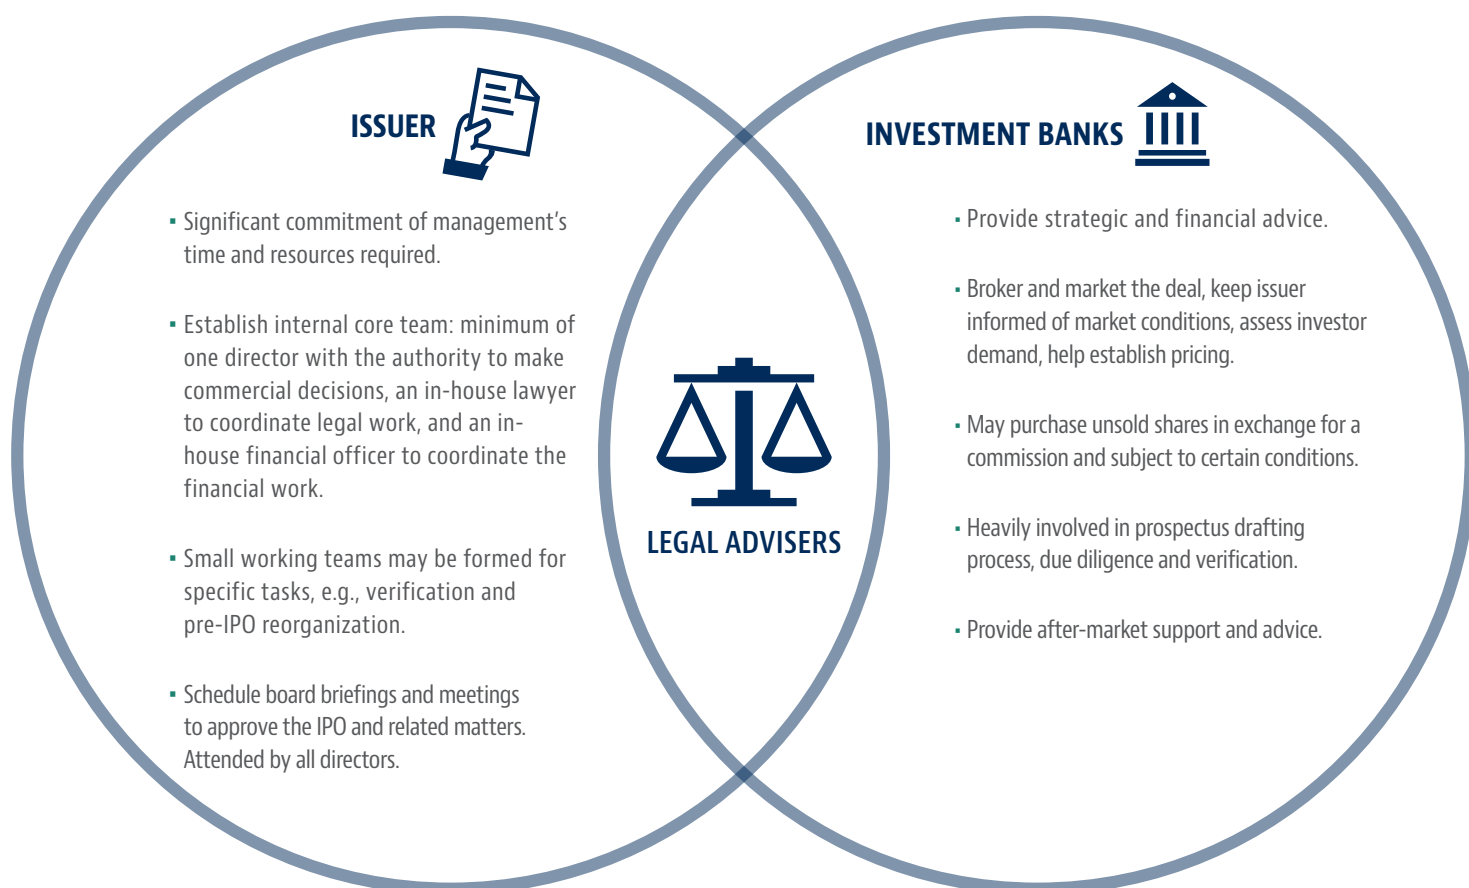 ISSUER
▪ Significant commitment of management’s
time and resources required.
▪ Establish internal core team: minimum of
one director with the authority to make
commercial decisions, an in-house lawyer
to coordinate legal work, and an in-
house financial officer to coordinate the
financial work.
▪ Small working teams may be formed for
specific tasks, e.g., verification and
pre-IPO reorganization.
▪ Schedule board briefings and meetings
to approve the IPO and related matters.
Attended by all directors.
LEGAL ADVISERS
INVESTMENT BANKS
▪ Provide strategic and financial advice.
▪ Broker and market the deal, keep issuer
informed of market conditions, assess investor
demand, help establish pricing.
▪ May purchase unsold shares in exchange for a
commission and subject to certain conditions.
▪ Heavily involved in prospectus drafting
process, due diligence and verification.
▪ Provide after-market support and advice.